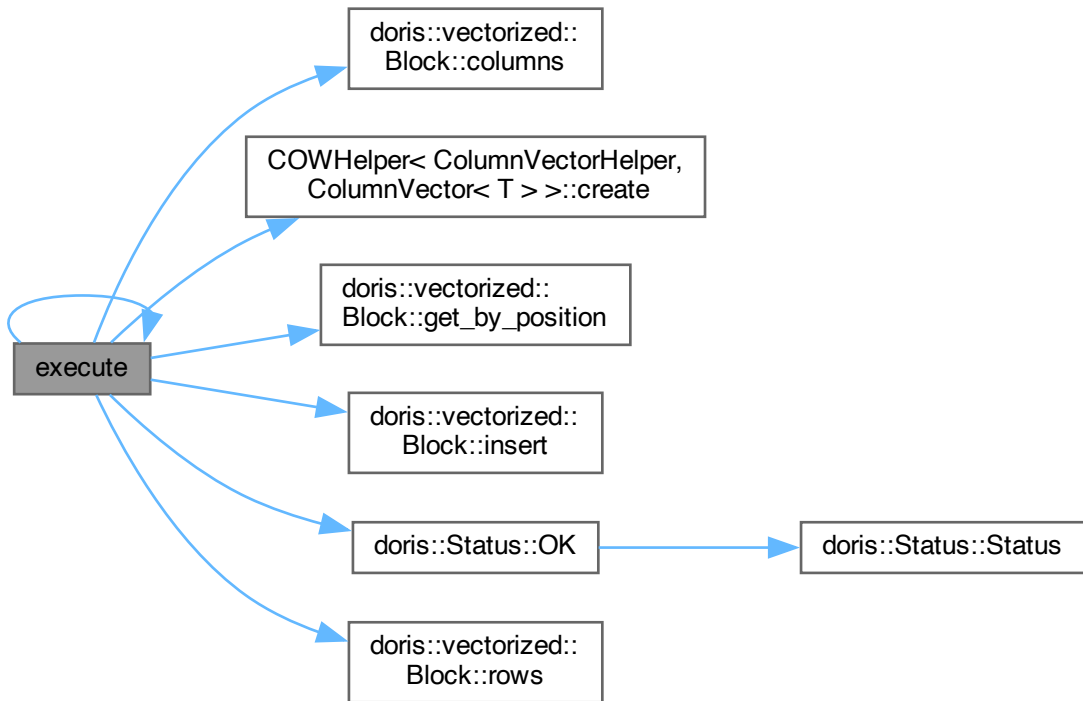 doris::vectorized::
Block::columns
COWHelper< ColumnVectorHelper,
ColumnVector< T > >::create
doris::vectorized::
Block::get_by_position
execute
doris::vectorized::
Block::insert
doris::Status::OK
doris::Status::Status
doris::vectorized::
Block::rows